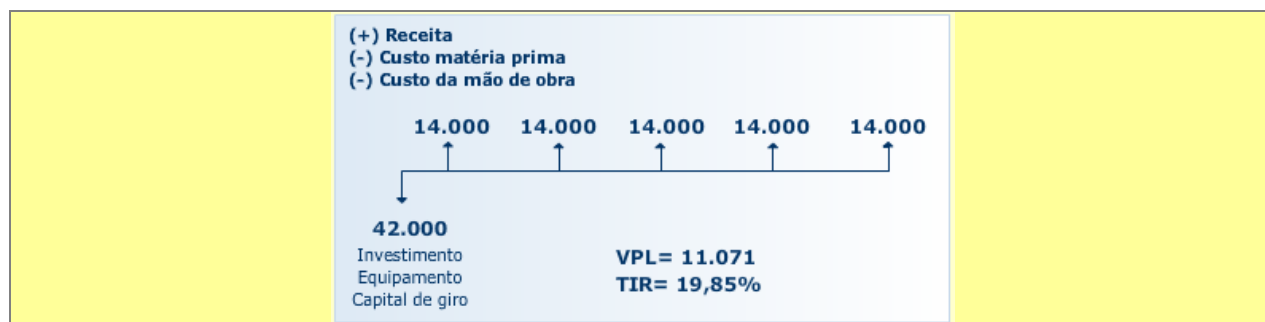 (+) Receita
(-) Custo matéria prima
(-) Custo da mão de obra
14.000 14.000 14.000 14.000 14.000
42.000
Investimento
Equipamento
Capital de giro
VPL= 11.071
TIR= 19,85%